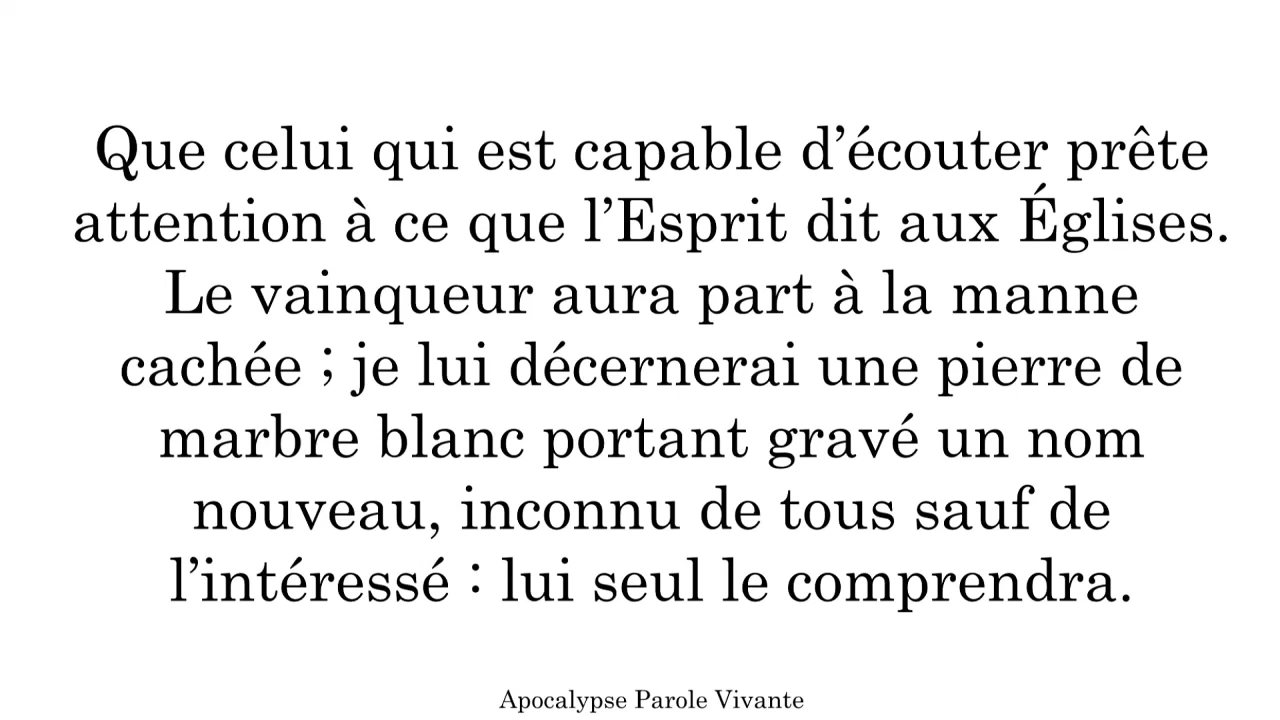 Que celui qui est capable d’écouter prête
attention à ce que l’Esprit dit aux Églises.
Le vainqueur aura part à la manne
cachée ; je lui décernerai une pierre de
marbre blanc portant gravé un nom
nouveau, inconnu de tous sauf de
l’intéressé : lui seul le comprendra.
Apocalypse Parole Vivante